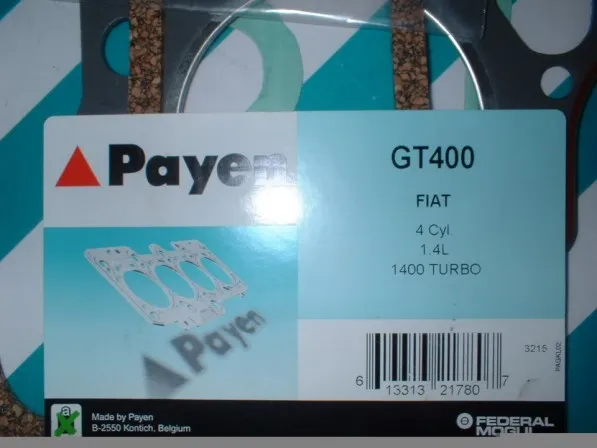 Payen
GT400
FIAT
4 Cyl
1.4L
1400 TURBO
Payen
3215
PAGAL02
6 13313 21780 7
a
Made by Payen
B-2550 Kontich, Belgium
FEDERAL
MOGUL